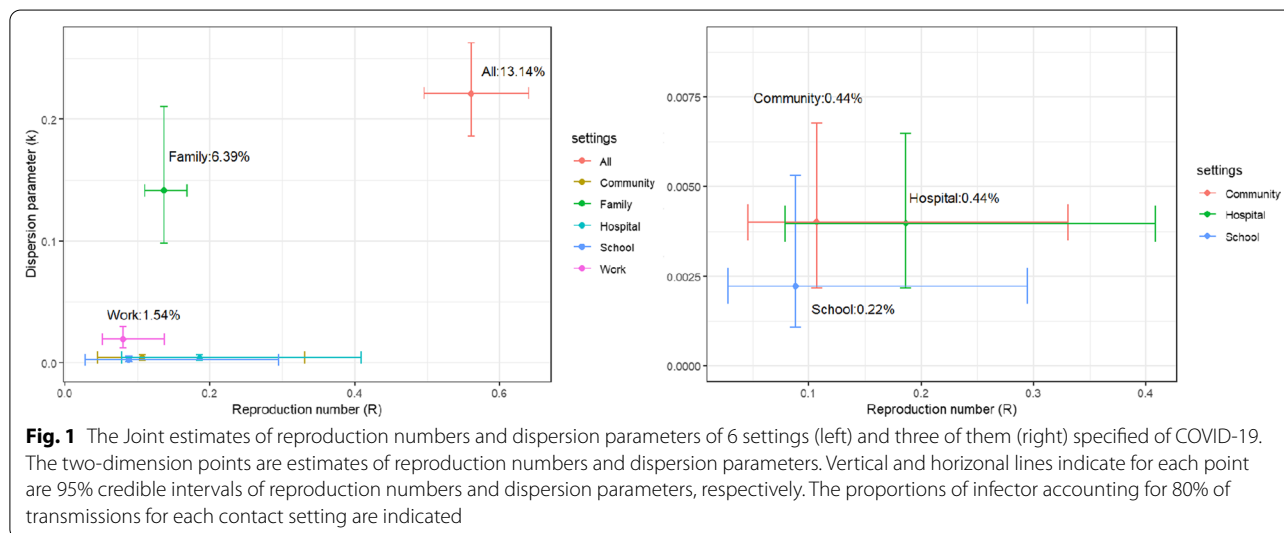 All:13.14%
0.2
Family:6.39%
0.1
Work:1.54%
0.0
0.0
0.2
0.4
0.6
Dispersion parameter (k)
Reproduction number (R)
settings
All
Community
Family
Hospital
School
Work
0.0075
Community:0.44%
0.0050
Hospital:0.44%
0.0025
School:0.22%
0.0000
0.1
0.2
0.3
0.4
Reproduction number (R)
settings
Community
Hospital
School
Fig. 1 The Joint estimates of reproduction numbers and dispersion parameters of 6 settings (left) and three of them (right) specified of COVID-19.
The two-dimension points are estimates of reproduction numbers and dispersion parameters. Vertical and horizonal lines indicate for each point
are 95% credible intervals of reproduction numbers and dispersion parameters, respectively. The proportions of infector accounting for 80% of
transmissions for each contact setting are indicated